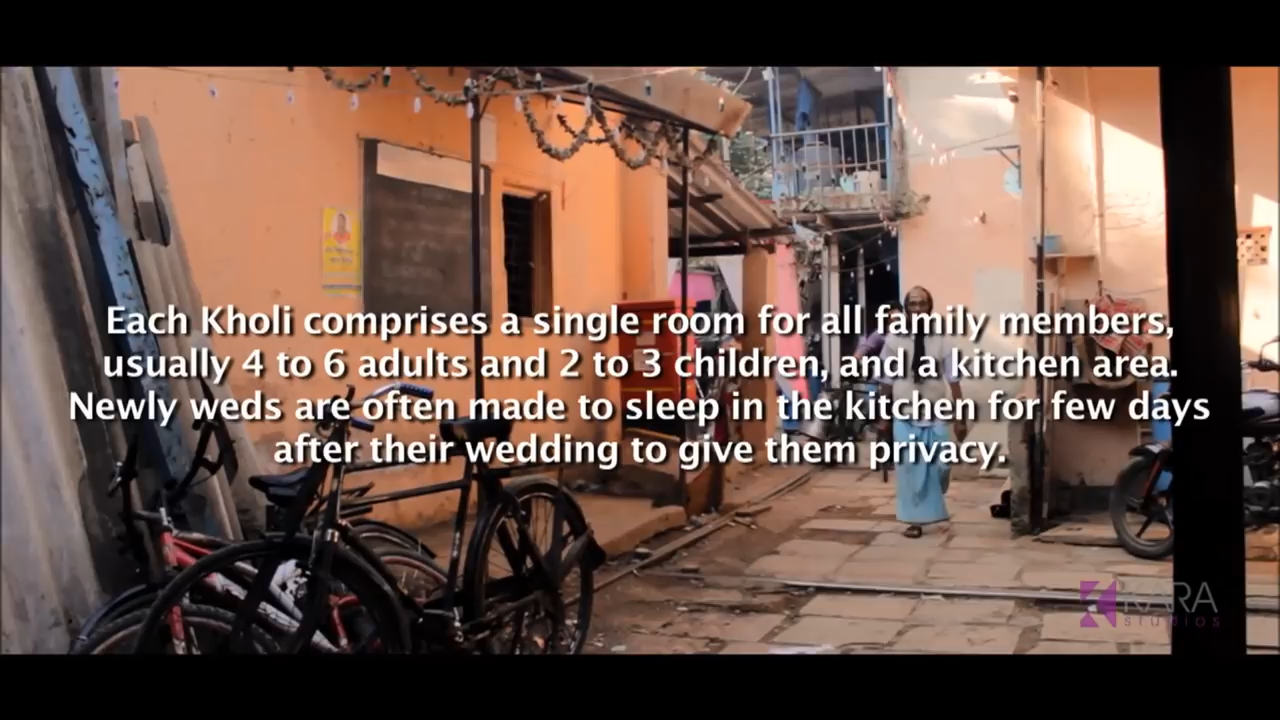 Each Kholi comprises a single room for all family members,
usually 4 to 6 adults and 2 to 3 children, and a kitchen area.
Newly weds are often made to sleep in the kitchen for few days
after their wedding to give them privacy.
KARA
studios